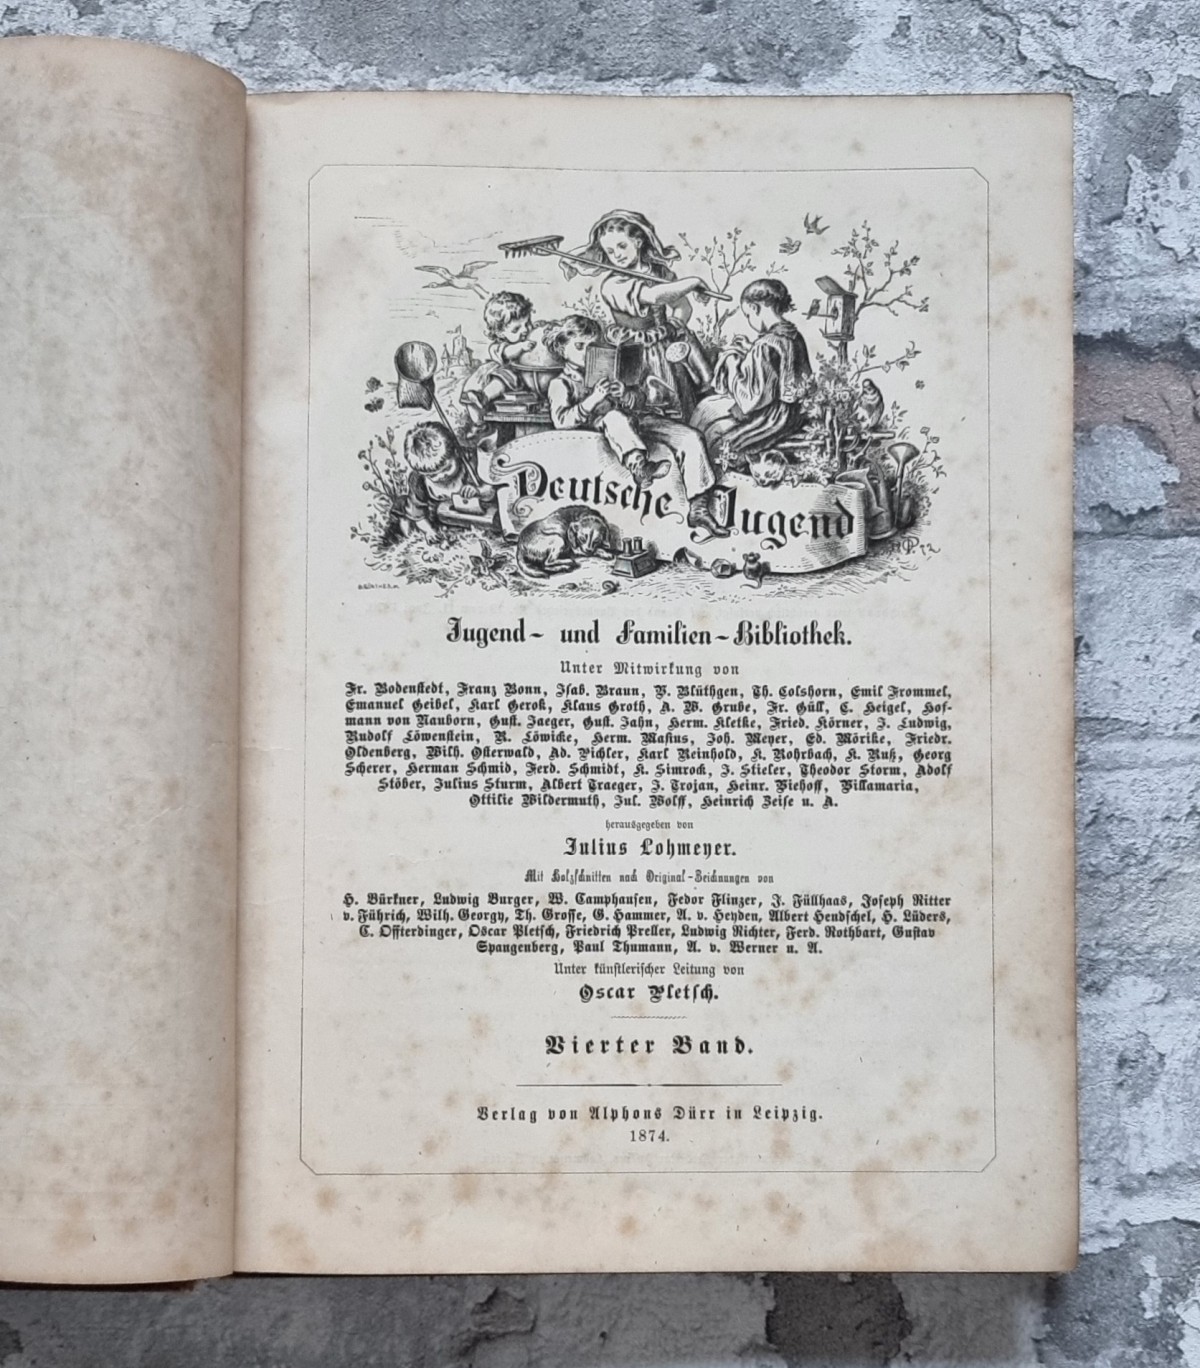 Deutsche Jugend
OP. 72
Jugend- und Familien-Bibliothek.
Unter Mitwirkung von
Fr. Bodenstedt, Franz Bonn, Isab. Braun, V. Blüthgen, Th. Colshorn, Emil Frommel,
Emanuel Geibel, Karl Gerok, Klaus Groth, A. W. Grube, Fr. Güll, C. Heigel, Hof-
mann von Nauborn, Gust. Jaeger, Gust. Jahn, Herm. Kletke, Fried. Körner, J. Ludwig,
Rudolf Löwenstein, R. Löwicke, Herm. Masius, Joh. Meyer, Ed. Mörike, Friedr.
Oldenberg, Wilh. Osterwald, Ad. Pichler, Karl Reinhold, K. Rohrbach, K. Ruß, Georg
Scherer, Herman Schmid, Ferd. Schmidt, K. Simrock, J. Stieler, Theodor Storm, Adolf
Stöber, Julius Sturm, Albert Traeger, J. Trojan, Heinr. Viehoff, Villamaria,
Ottilie Wildermuth, Jul. Wolff, Heinrich Zeise u. A.
herausgegeben von
Julius Lohmeyer.
Mit Holzschnitten nach Original-Zeichnungen von
H. Bürkner, Ludwig Burger, W. Camphausen, Fedor Flinzer, J. Füllhaas, Joseph Ritter
v. Führich, Wilh. Georgy, Th. Grosse, G. Hammer, A. v. Heyden, Albert Hendschel, H. Lüders,
C. Offterdinger, Oscar Pletsch, Friedrich Preller, Ludwig Richter, Ferd. Rothbart, Gustav
Spangenberg, Paul Thumann, A. v. Werner u. A.
Unter künstlerischer Leitung von
Oscar Pletsch.
Vierter Band.
Verlag von Alphons Dürr in Leipzig.
1874.